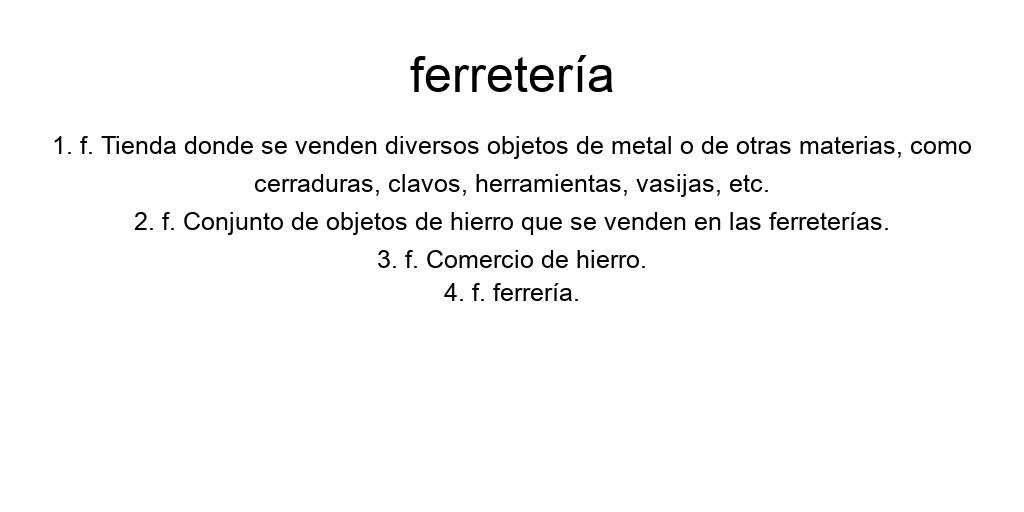 ferretería
1. f. Tienda donde se venden diversos objetos de metal o de otras materias, como
cerraduras, clavos, herramientas, vasijas, etc.
2. f. Conjunto de objetos de hierro que se venden en las ferreterías.
3. f. Comercio de hierro.
4. f. ferrería.